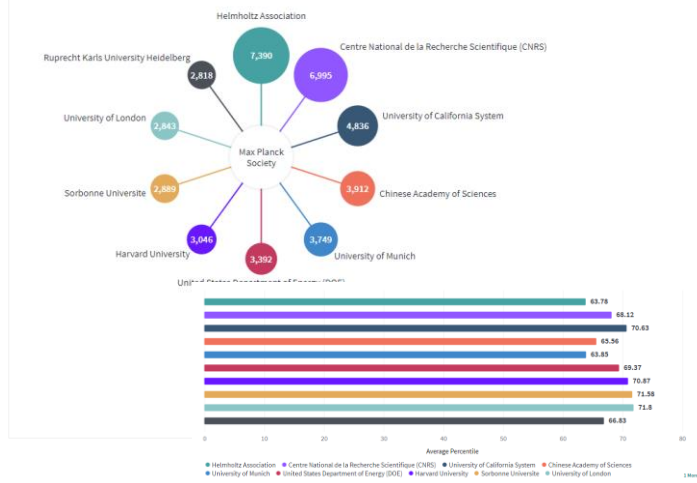 Helmholtz Association
7,390
Centre National de la Recherche Scientifique (CNRS)
6,995
Ruprecht Karls University Heidelberg
2,818
University of London
2,843
University of California System
4,836
Max Planck
Society
Sorbonne Universite
2,889
Chinese Academy of Sciences
3,912
Harvard University
3,046
University of Munich
3,749
3,392
United States Department of Energy (DOE)
63.78
68.12
70.63
65.56
63.85
69.37
70.87
71.58
71.8
66.83
0 10 20 30 40 50 60 70 80
Average Percentile
Helmholtz Association Centre National de la Recherche Scientifique (CNRS) University of California System Chinese Academy of Sciences
University of Munich United States Department of Energy (DOE) Harvard University Sorbonne Universite University of London